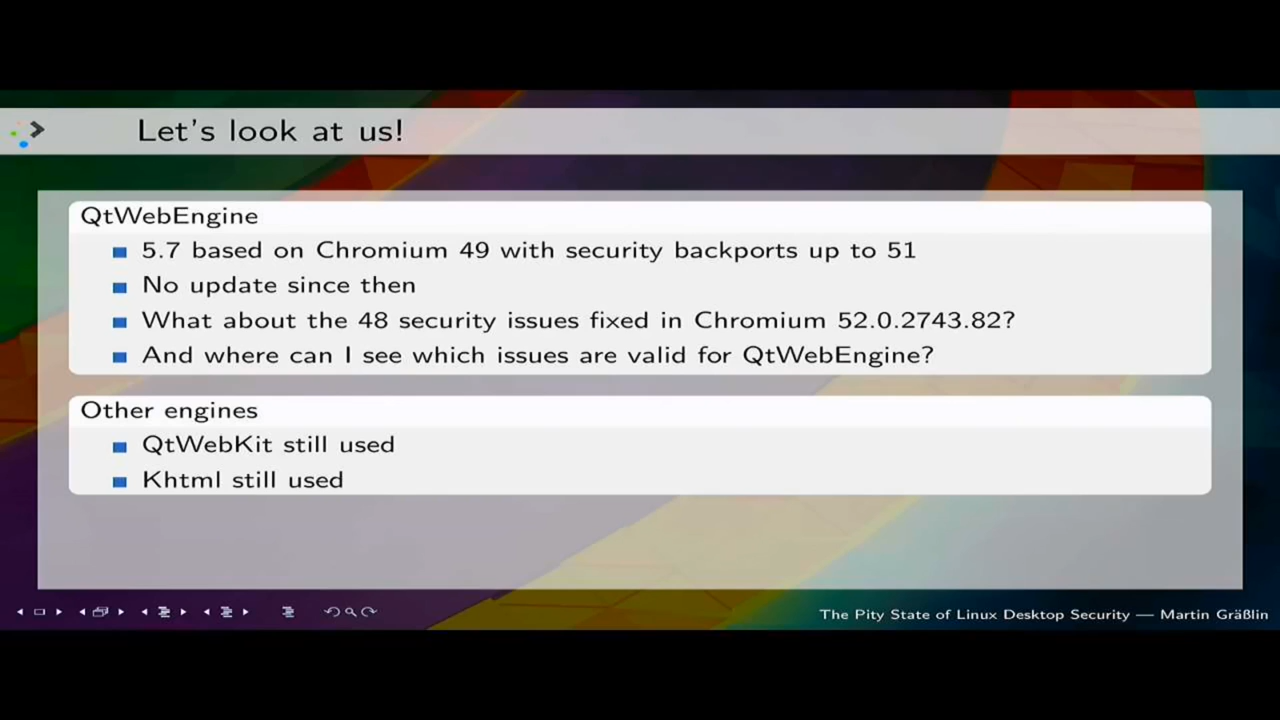 Let's look at us!
QtWebEngine
5.7 based on Chromium 49 with security backports up to 51
No update since then
What about the 48 security issues fixed in Chromium 52.0.2743.82?
And where can I see which issues are valid for QtWebEngine?
Other engines
QtWebKit still used
Khtml still used
The Pity State of Linux Desktop Security — Martin Gräßlin